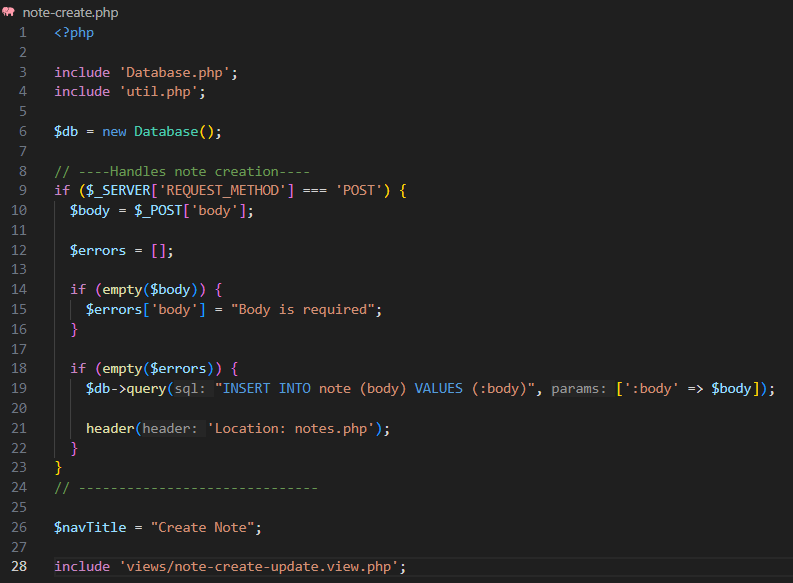 note-create.php
1 <?php
2
3 include 'Database.php';
4 include 'util.php';
5
6 $db = new Database();
7
8 // ----Handles note creation----
9 if ($_SERVER['REQUEST_METHOD'] === 'POST') {
10   $body = $_POST['body'];
11
12   $errors = [];
13
14   if (empty($body)) {
15     $errors['body'] = "Body is required";
16   }
17
18   if (empty($errors)) {
19     $db->query(sql: "INSERT INTO note (body) VALUES (:body)", params: [':body' => $body]);
20
21     header(header: 'Location: notes.php');
22   }
23 }
24 // ------------------------------
25
26 $navTitle = "Create Note";
27
28 include 'views/note-create-update.view.php';